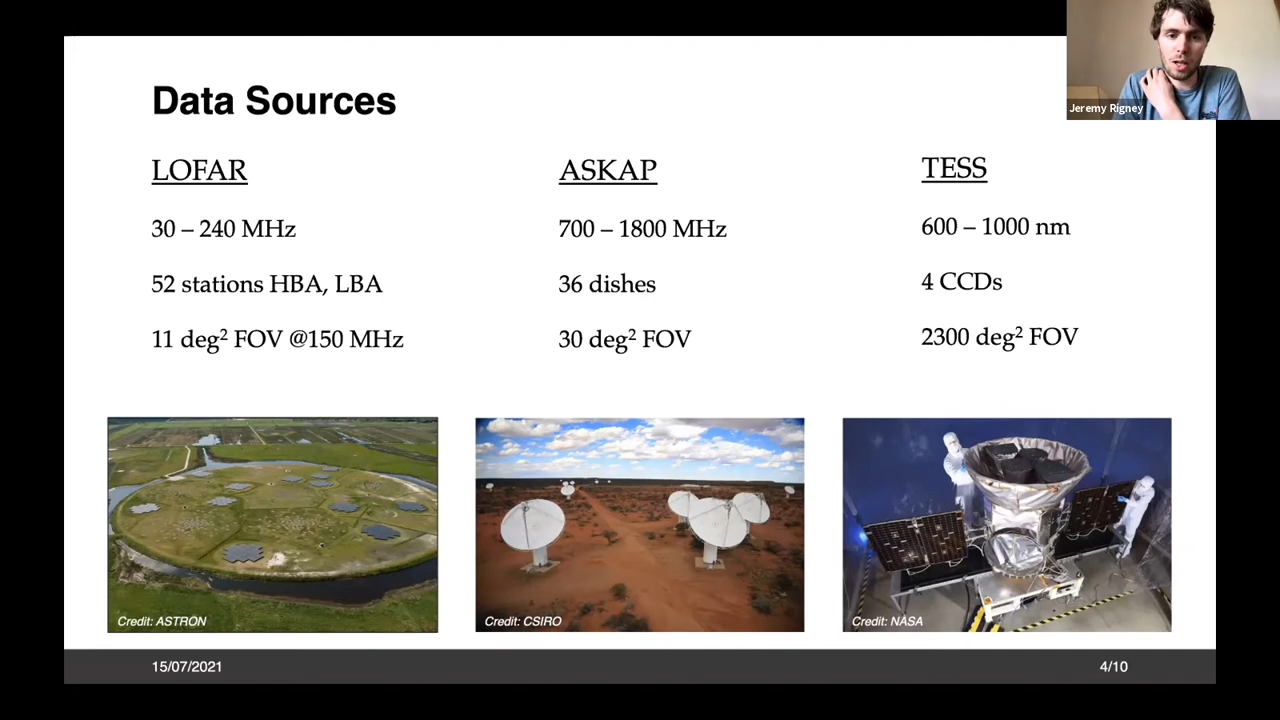 Jeremy Rigney
Data Sources
LOFAR
30 – 240 MHz
52 stations HBA, LBA
11 deg² FOV @150 MHz
ASKAP
700 – 1800 MHz
36 dishes
30 deg² FOV
TESS
600 – 1000 nm
4 CCDs
2300 deg² FOV
Credit: ASTRON
Credit: CSIRO
Credit: NASA
15/07/2021
4/10